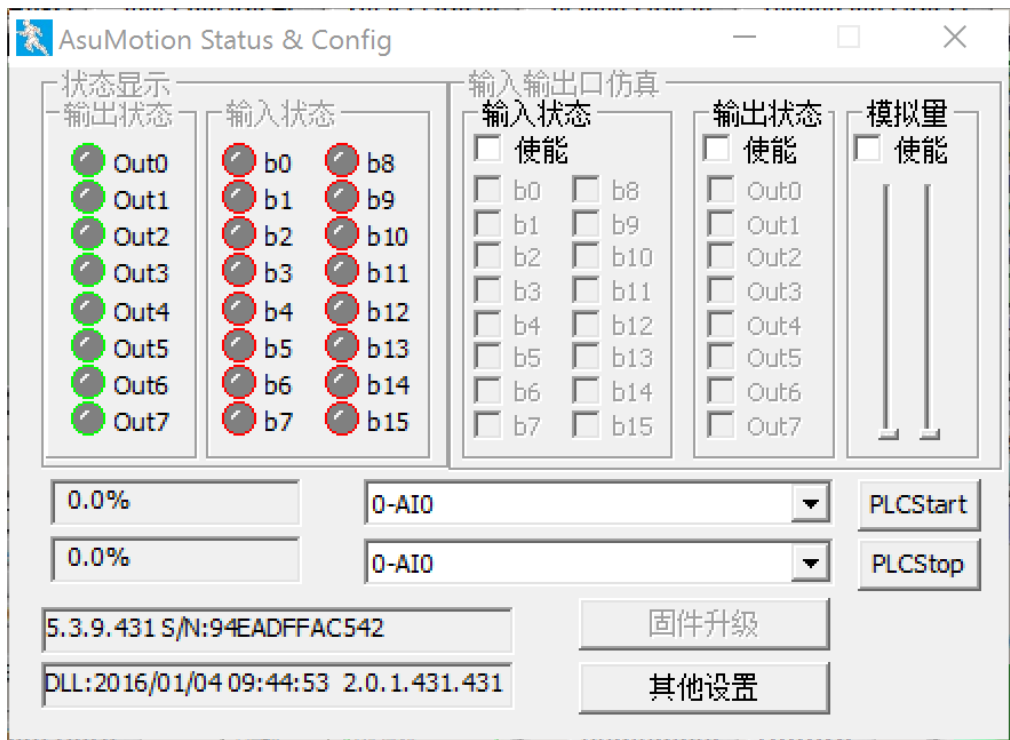 AsuMotion Status & Config
状态显示
输出状态
Out0
Out1
Out2
Out3
Out4
Out5
Out6
Out7
输入状态
b0 b8
b1 b9
b2 b10
b3 b11
b4 b12
b5 b13
b6 b14
b7 b15
输入输出口仿真
输入状态
使能
b0 b8
b1 b9
b2 b10
b3 b11
b4 b12
b5 b13
b6 b14
b7 b15
输出状态
使能
Out0
Out1
Out2
Out3
Out4
Out5
Out6
Out7
模拟量
使能
0.0% 0-AI0 PLCStart
0.0% 0-AI0 PLCStop
5.3.9.431 S/N:94EADFFAC542 固件升级
DLL:2016/01/04 09:44:53 2.0.1.431.431 其他设置